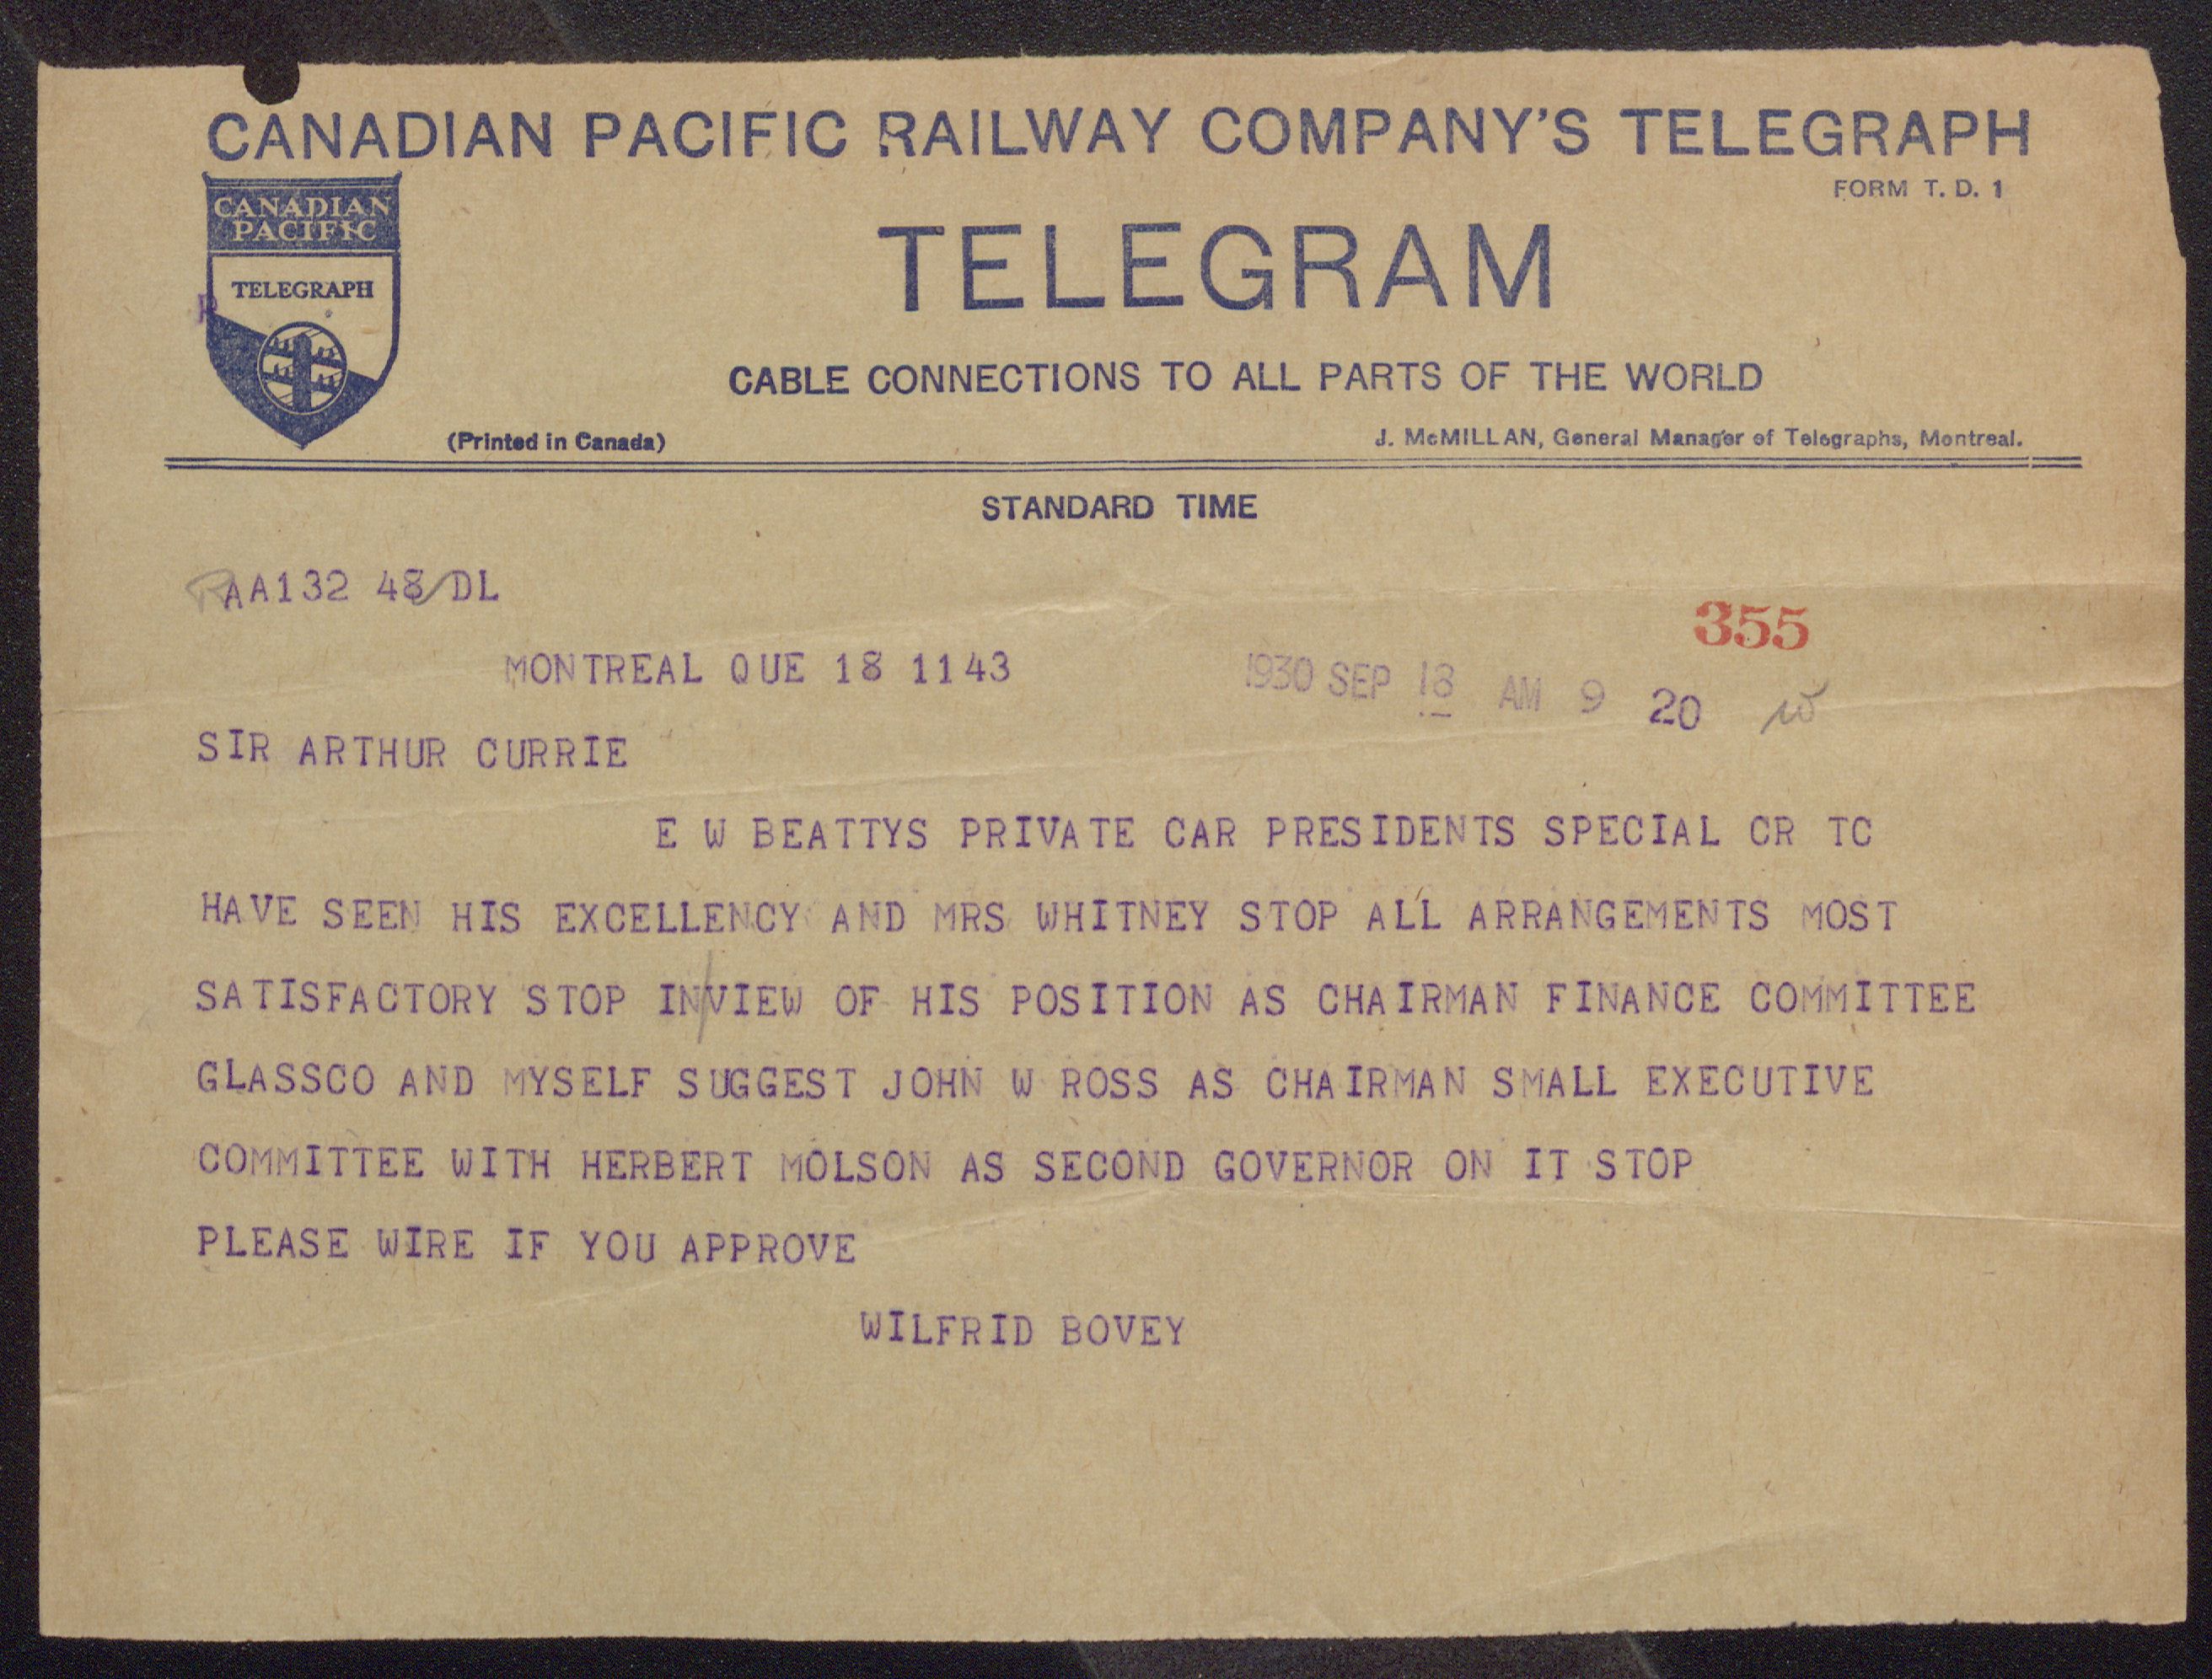 CANADIAN PACIFIC RAILWAY COMPANY'S TELEGRAPH
FORM T. D. 1
CANADIAN
PACIFIC
TELEGRAPH
TELEGRAM
CABLE CONNECTIONS TO ALL PARTS OF THE WORLD
(Printed in Canada)
J. McMILLAN, General Manager of Telegraphs, Montreal.
STANDARD TIME
RAA132 48/DL
355
MONTREAL QUE 18 1143
1930 SEP 18 AM 9 20
SIR ARTHUR CURRIE
E W BEATTYS PRIVATE CAR PRESIDENTS SPECIAL CR TC
HAVE SEEN HIS EXCELLENCY AND MRS WHITNEY STOP ALL ARRANGEMENTS MOST
SATISFACTORY STOP IN/VIEW OF HIS POSITION AS CHAIRMAN FINANCE COMMITTEE
GLASSCO AND MYSELF SUGGEST JOHN W ROSS AS CHAIRMAN SMALL EXECUTIVE
COMMITTEE WITH HERBERT MOLSON AS SECOND GOVERNOR ON IT STOP
PLEASE WIRE IF YOU APPROVE
WILFRID BOVEY